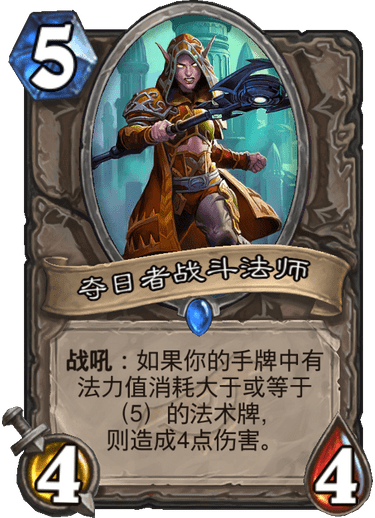 5
夺日者战斗法师
战吼：如果你的手牌中有
法力值消耗大于或等于
（5）的法术牌，
则造成4点伤害。
4
4